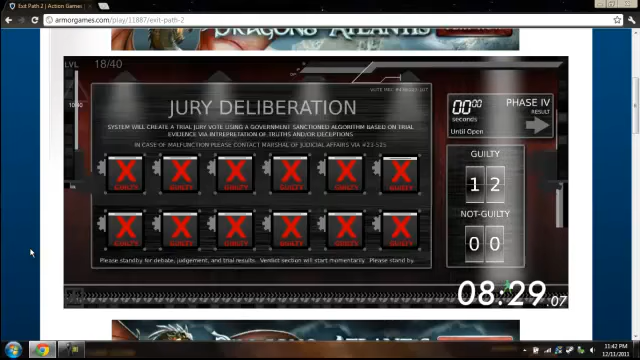 Exit Path 2 | Action Games
armorgames.com/play/11887/exit-path-2
DRAGONS ATLANTIS
LVL
18/40
JURY DELIBERATION
SYSTEM WILL CREATE A TRIAL JURY VOTE USING A GOVERNMENT SANCTIONED ALGORITHM BASED ON TRIAL
EVIDENCE VIA INTREPRETATION OF TRUTHS AND/OR DECEPTIONS
IN CASE OF MALFUNCTION PLEASE CONTACT MARSHAL OF JUDICIAL AFFAIRS VIA
GUILTY GUILTY GUILTY GUILTY GUILTY GUILTY
GUILTY GUILTY GUILTY GUILTY GUILTY GUILTY
Please standby for debate, judgement, and trial results. Verdict section will start momentarily. Please stand by.
00 00
seconds
Until Open
PHASE IV
RESULT
GUILTY
1 2
NOT-GUILTY
0 0
08:29.07
11:42 PM
12/11/2011